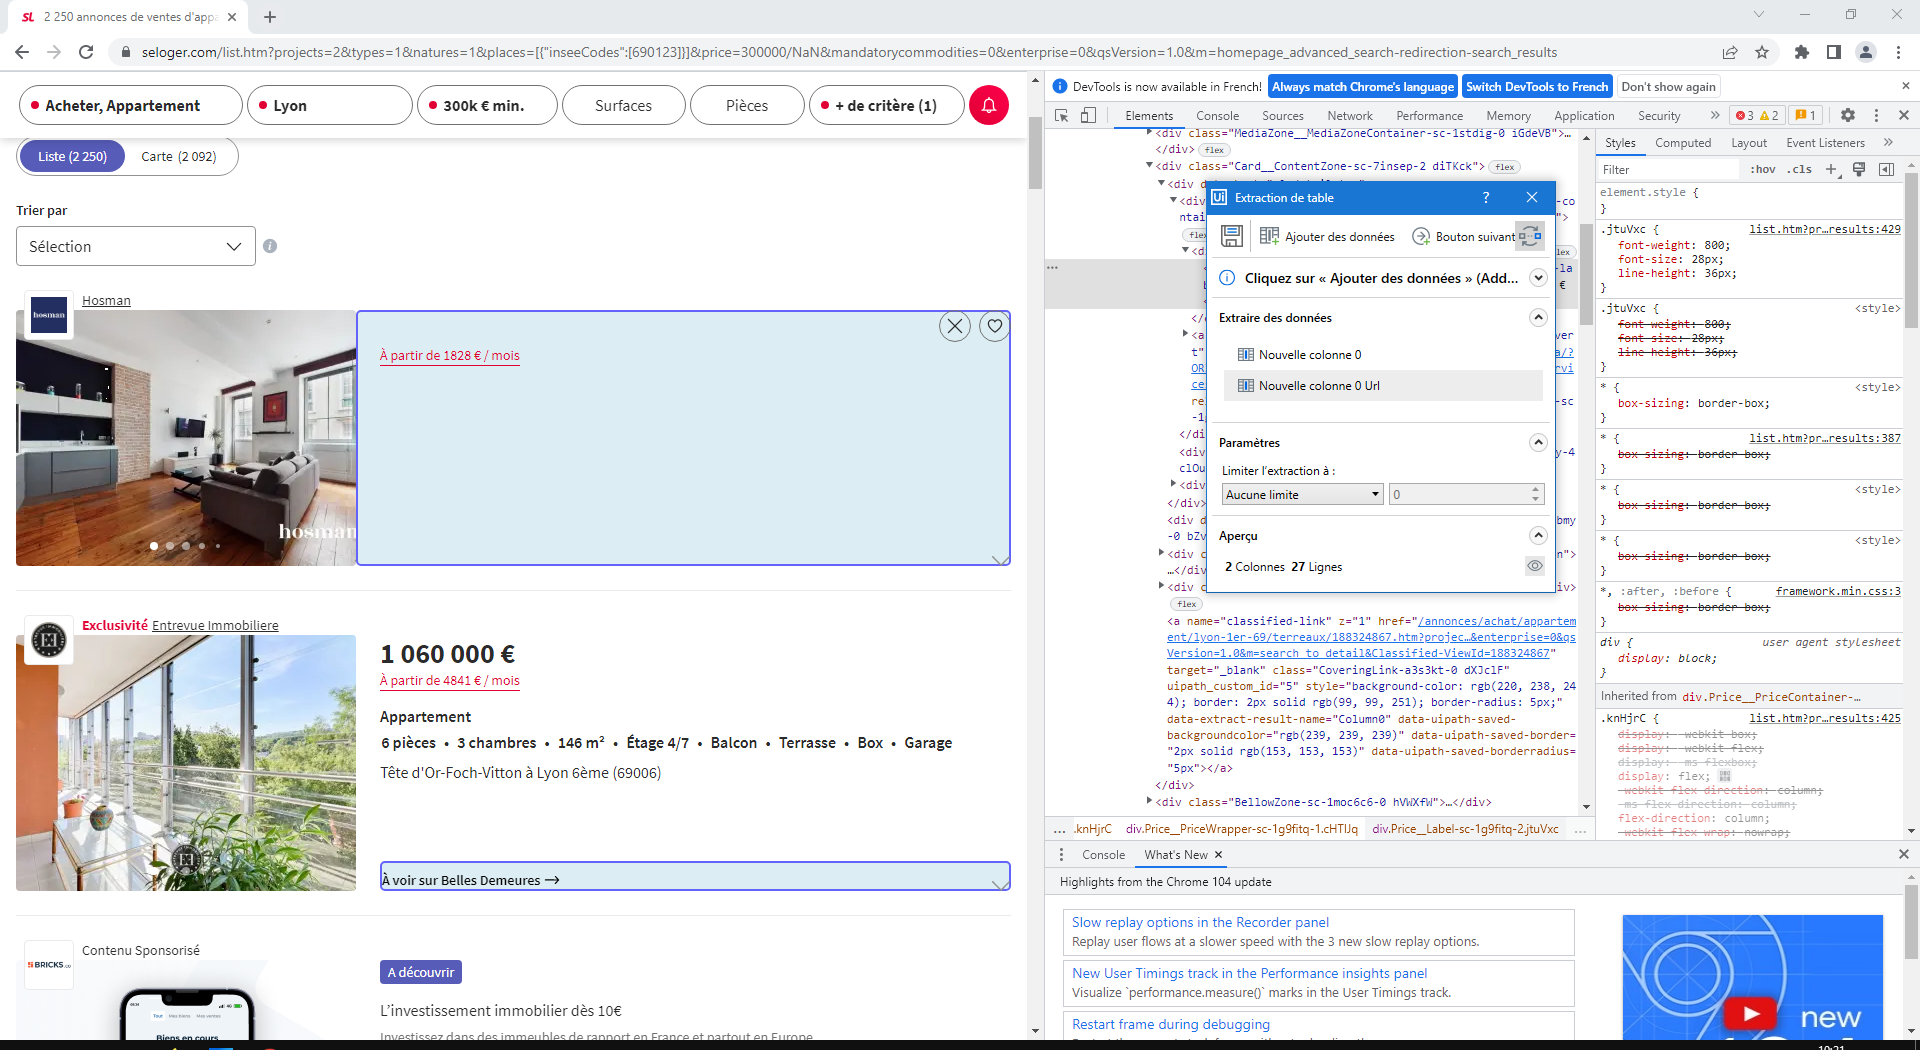 SL 2 250 annonces de ventes d'appa
seloger.com/list.htm?projects=2&types=1&natures=1&places=[{"inseeCodes":[690123]}]&price=300000/NaN&mandatorycommodities=0&enterprise=0&qsVersion=1.0&m=homepage_advanced_search-redirection-search_results
Acheter, Appartement
Lyon
300k € min.
Surfaces
Pièces
+ de critère (1)
Liste (2 250)
Carte (2 092)
Trier par
Sélection
Hosman
hosman
À partir de 1828 € / mois
hosman
Exclusivité Entrevue Immobiliere
1 060 000 €
À partir de 4841 € / mois
Appartement
6 pièces • 3 chambres • 146 m² • Étage 4/7 • Balcon • Terrasse • Box • Garage
Tête d'Or-Foch-Vitton à Lyon 6ème (69006)
À voir sur Belles Demeures →
Contenu Sponsorisé
BRICKS.co
Tout Mes biens Mes ventes
Biens en cours
A découvrir
L'investissement immobilier dès 10€
Investissez dans des immeubles de rapport en France et partout en Europe
DevTools is now available in French!
Always match Chrome's language
Switch DevTools to French
Don't show again
Elements Console Sources Network Performance Memory Application Security » 3 2 1
<div class="MediaZone__MediaZoneContainer-sc-1stdig-0 iGdeVB">…
</div> flex
<div class="Card__ContentZone-sc-7insep-2 diTKck"> flex
<div
Extraction de table ?
Ajouter des données
Bouton suivant
Cliquez sur « Ajouter des données » (Add...
Extraire des données
Nouvelle colonne 0
Nouvelle colonne 0 Url
Paramètres
Limiter l'extraction à :
Aucune limite
0
Aperçu
2 Colonnes 27 Lignes
flex
<a name="classified-link" z="1" href="/annonces/achat/appartem
ent/lyon-1er-69/terreaux/188324867.htm?projec…&enterprise=0&qs
Version=1.0&m=search_to_detail&Classified-ViewId=188324867"
target="_blank" class="CoveringLink-a3s3kt-0 dXJclF"
uipath_custom_id="5" style="background-color: rgb(220, 238, 24
4); border: 2px solid rgb(99, 99, 251); border-radius: 5px;"
data-extract-result-name="Column0" data-uipath-saved-
backgroundcolor="rgb(239, 239, 239)" data-uipath-saved-border=
"2px solid rgb(153, 153, 153)" data-uipath-saved-borderradius=
"5px"></a>
</div>
<div class="BellowZone-sc-1moc6c6-0 hVWXfW">…</div>
... .knHjrC div.Price__PriceWrapper-sc-1g9fitq-1.cHTIJq div.Price__Label-sc-1g9fitq-2.jtuVxc ...
Styles Computed Layout Event Listeners »
Filter :hov .cls +
element.style {
}
.jtuVxc { list.htm?pr…results:429
font-weight: 800;
font-size: 28px;
line-height: 36px;
}
.jtuVxc { <style>
font-weight: 800;
font-size: 28px;
line-height: 36px;
}
* { <style>
box-sizing: border-box;
}
* { list.htm?pr…results:387
box-sizing: border-box;
}
* { <style>
box-sizing: border-box;
}
* { <style>
box-sizing: border-box;
}
*, :after, :before { framework.min.css:3
box-sizing: border-box;
}
div { user agent stylesheet
display: block;
}
Inherited from div.Price__PriceContainer-…
.knHjrC { list.htm?pr…results:425
display: -webkit-box;
display: -webkit-flex;
display: -ms-flexbox;
display: flex;
-webkit-flex-direction: column;
-ms-flex-direction: column;
flex-direction: column;
-webkit-flex-wrap: nowrap;
Console What's New
Highlights from the Chrome 104 update
Slow replay options in the Recorder panel
Replay user flows at a slower speed with the 3 new slow replay options.
New User Timings track in the Performance insights panel
Visualize `performance.measure()` marks in the User Timings track.
Restart frame during debugging
new